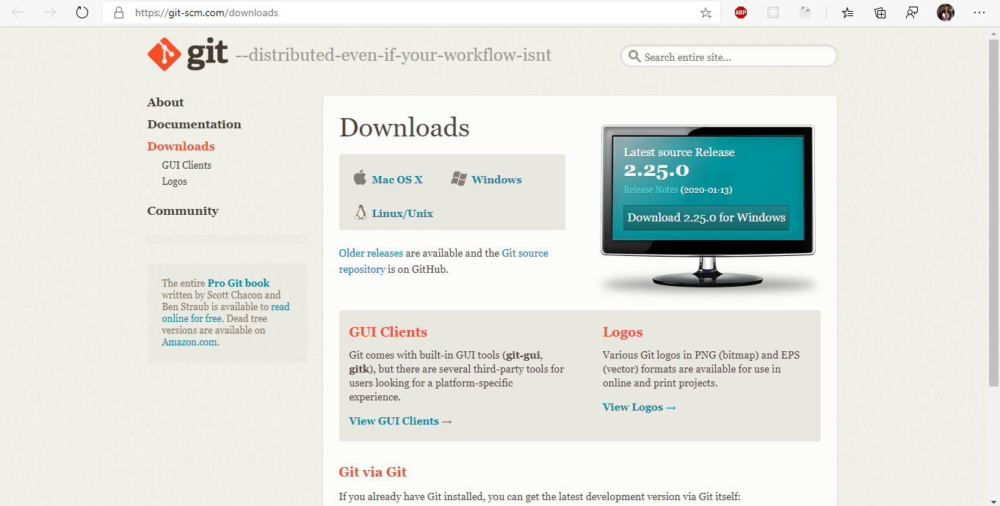 https://git-scm.com/downloads
ABP
git --distributed-even-if-your-workflow-isnt
Search entire site...
About
Documentation
Downloads
GUI Clients
Logos
Community
The entire Pro Git book
written by Scott Chacon and
Ben Straub is available to read
online for free. Dead tree
versions are available on
Amazon.com.
Downloads
Mac OS X
Windows
Linux/Unix
Older releases are available and the Git source
repository is on GitHub.
Latest source Release
2.25.0
Release Notes (2020-01-13)
Download 2.25.0 for Windows
GUI Clients
Git comes with built-in GUI tools (git-gui,
gitk), but there are several third-party tools for
users looking for a platform-specific
experience.
View GUI Clients →
Logos
Various Git logos in PNG (bitmap) and EPS
(vector) formats are available for use in
online and print projects.
View Logos →
Git via Git
If you already have Git installed, you can get the latest development version via Git itself: